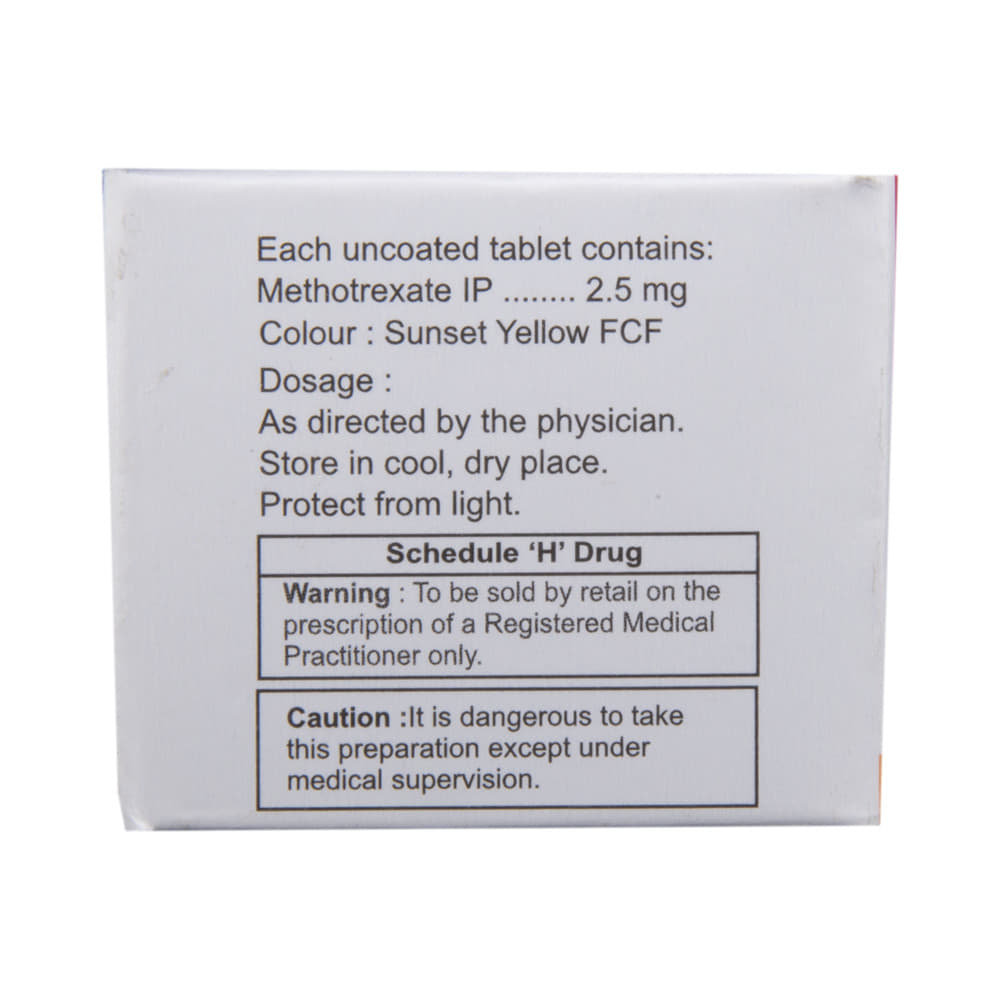 Each uncoated tablet contains:
Methotrexate IP ........ 2.5 mg
Colour : Sunset Yellow FCF
Dosage :
As directed by the physician.
Store in cool, dry place.
Protect from light.
Schedule ‘H’ Drug
Warning : To be sold by retail on the
prescription of a Registered Medical
Practitioner only.
Caution :It is dangerous to take
this preparation except under
medical supervision.